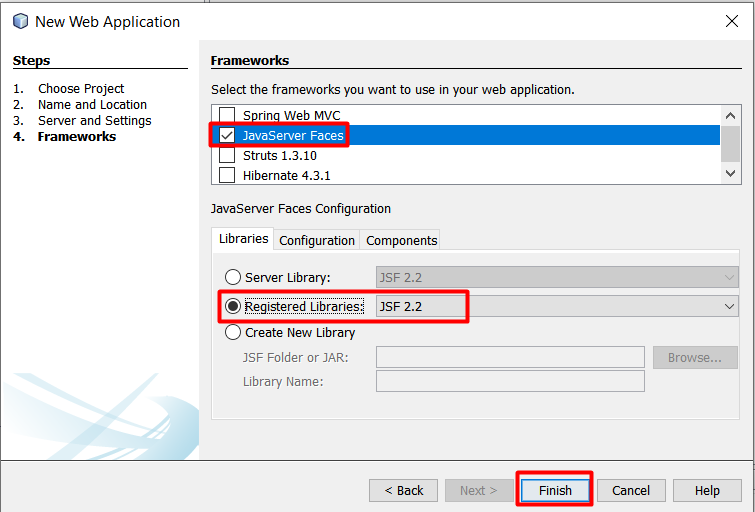 New Web Application
Steps
1. Choose Project
2. Name and Location
3. Server and Settings
4. Frameworks
Frameworks
Select the frameworks you want to use in your web application.
Spring Web MVC
JavaServer Faces
Struts 1.3.10
Hibernate 4.3.1
JavaServer Faces Configuration
Libraries Configuration Components
Server Library: JSF 2.2
Registered Libraries: JSF 2.2
Create New Library
JSF Folder or JAR: Browse...
Library Name:
< Back Next > Finish Cancel Help